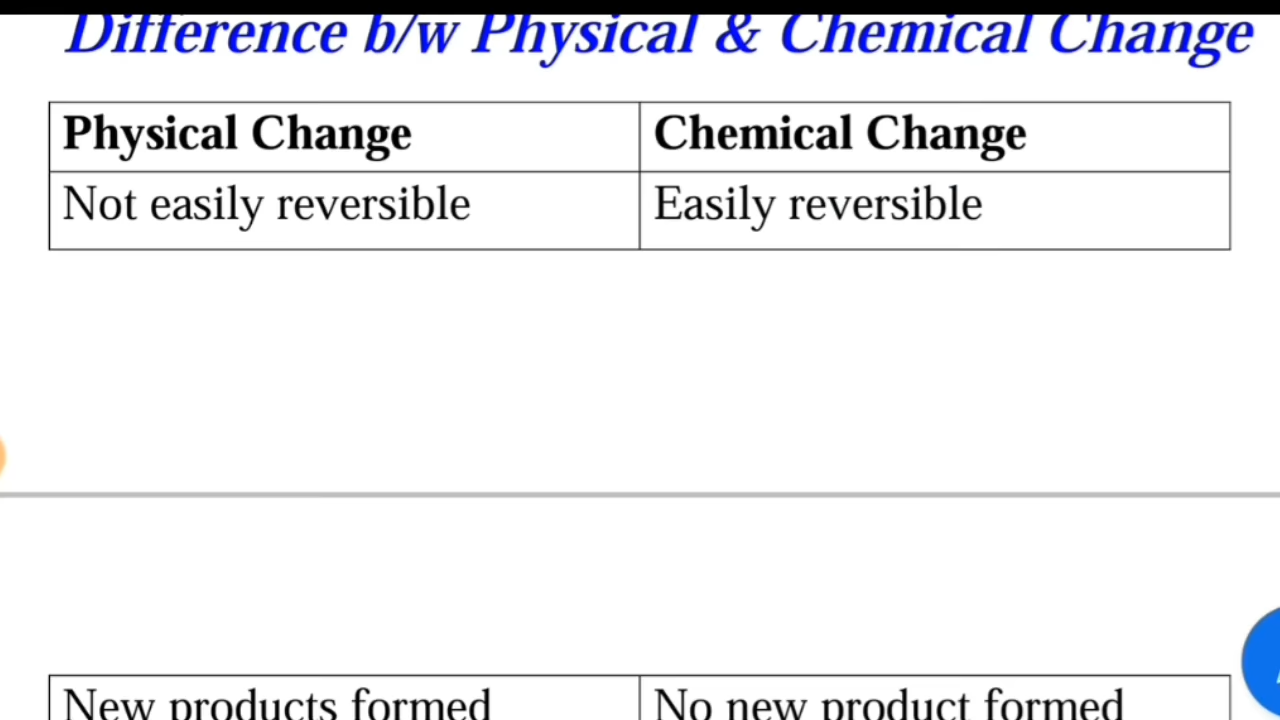 Difference b/w Physical & Chemical Change
Physical Change Chemical Change
Not easily reversible Easily reversible
New products formed No new product formed